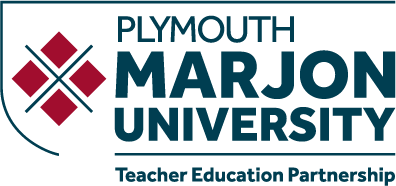 PLYMOUTH
MARJON
UNIVERSITY
Teacher Education Partnership